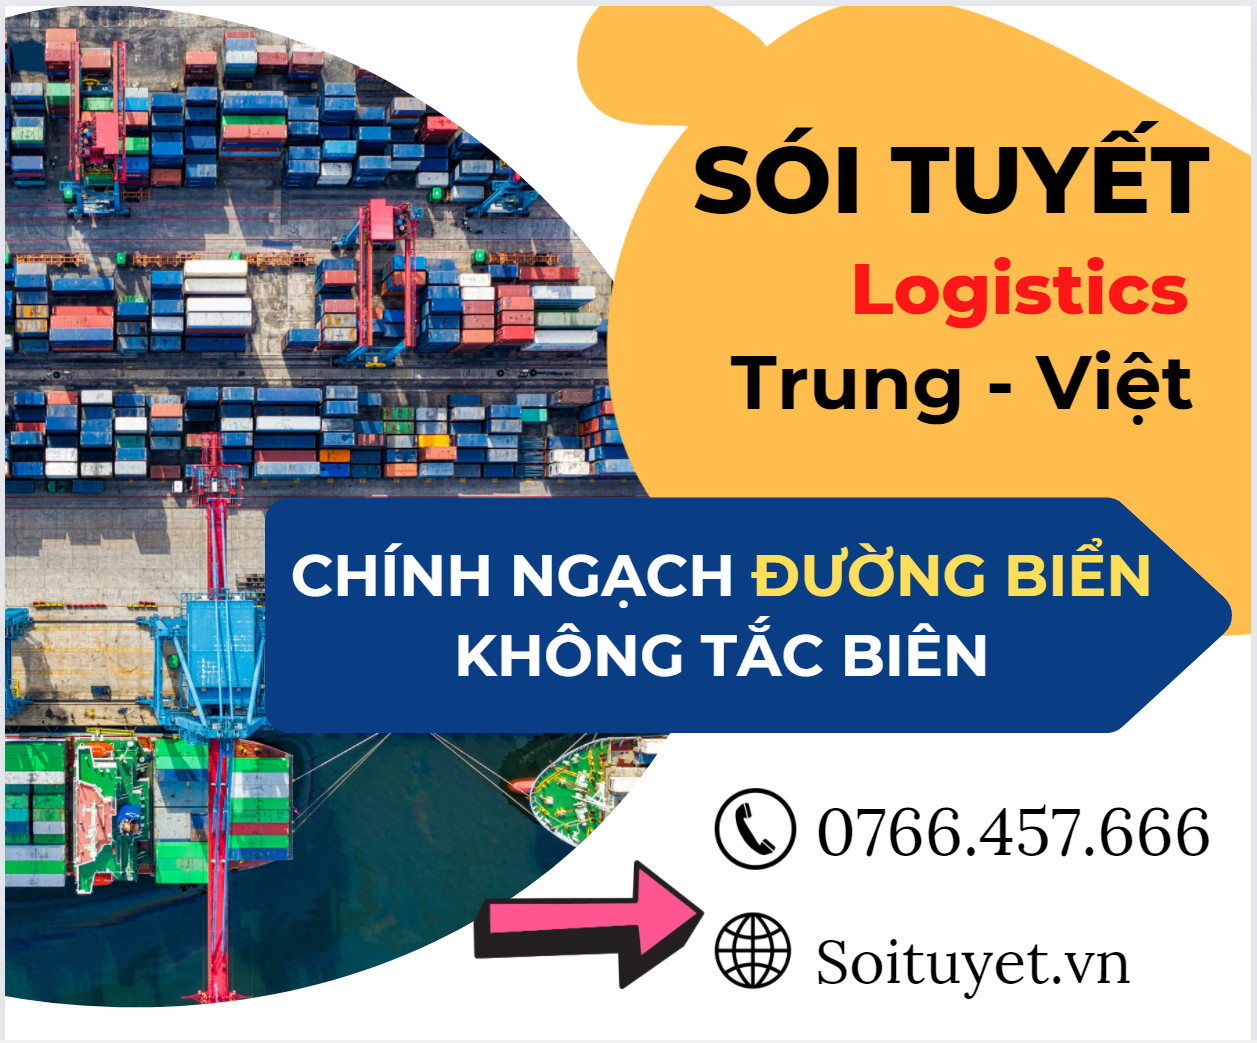 SÓI TUYẾT
Logistics
Trung - Việt
CHÍNH NGẠCH ĐƯỜNG BIỂN
KHÔNG TẮC BIÊN
0766.457.666
Soituyet.vn